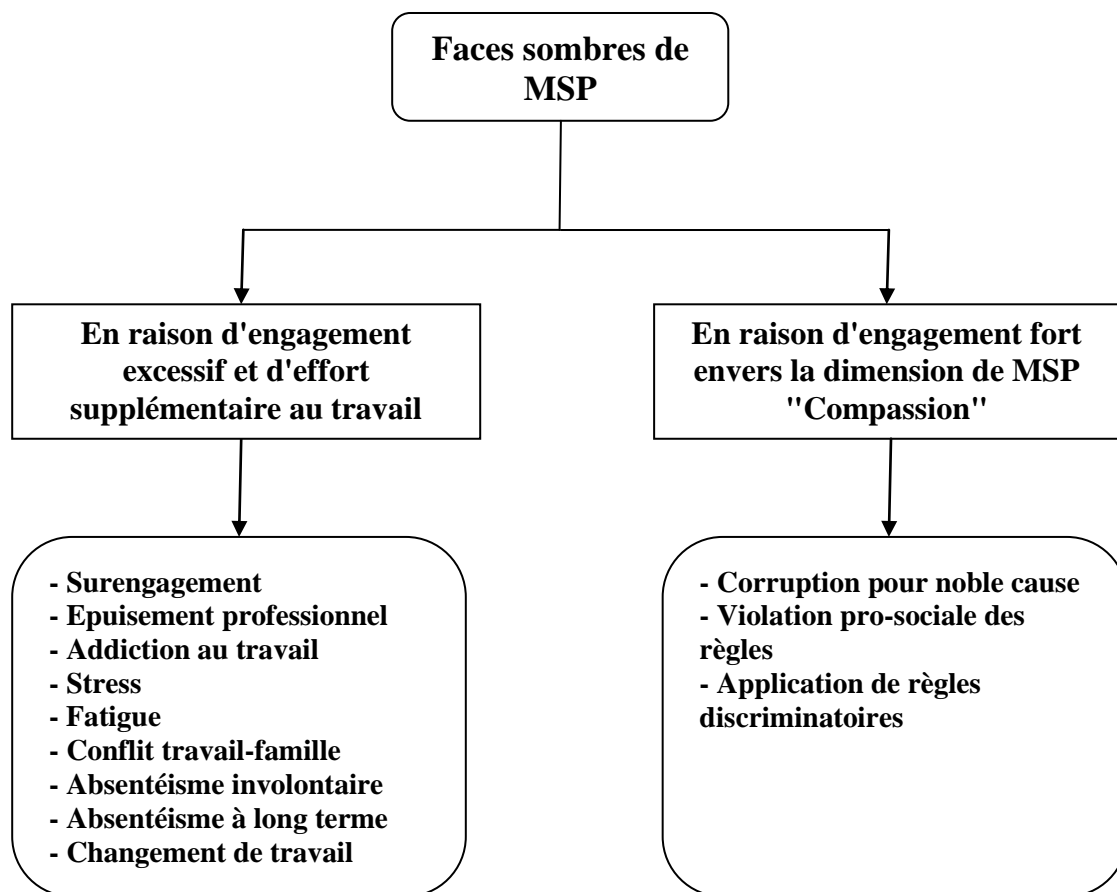 Faces sombres de
MSP
En raison d'engagement
excessif et d'effort
supplémentaire au travail
En raison d'engagement fort
envers la dimension de MSP
"Compassion"
- Surengagement
- Epuisement professionnel
- Addiction au travail
- Stress
- Fatigue
- Conflit travail-famille
- Absentéisme involontaire
- Absentéisme à long terme
- Changement de travail
- Corruption pour noble cause
- Violation pro-sociale des
règles
- Application de règles
discriminatoires